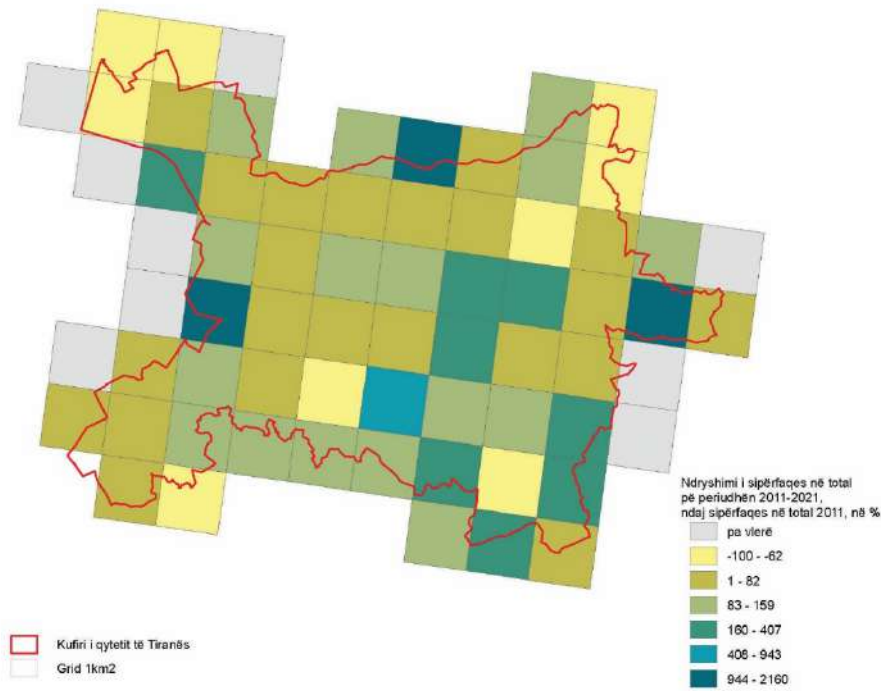 Ndryshimi i sipërfaqes në total
pë periudhën 2011-2021,
ndaj sipërfaqes në total 2011, në %
pa vlerë
-100 - -62
1 - 82
83 - 159
160 - 407
408 - 943
944 - 2160
Kufiri i qytetit të Tiranës
Grid 1km2